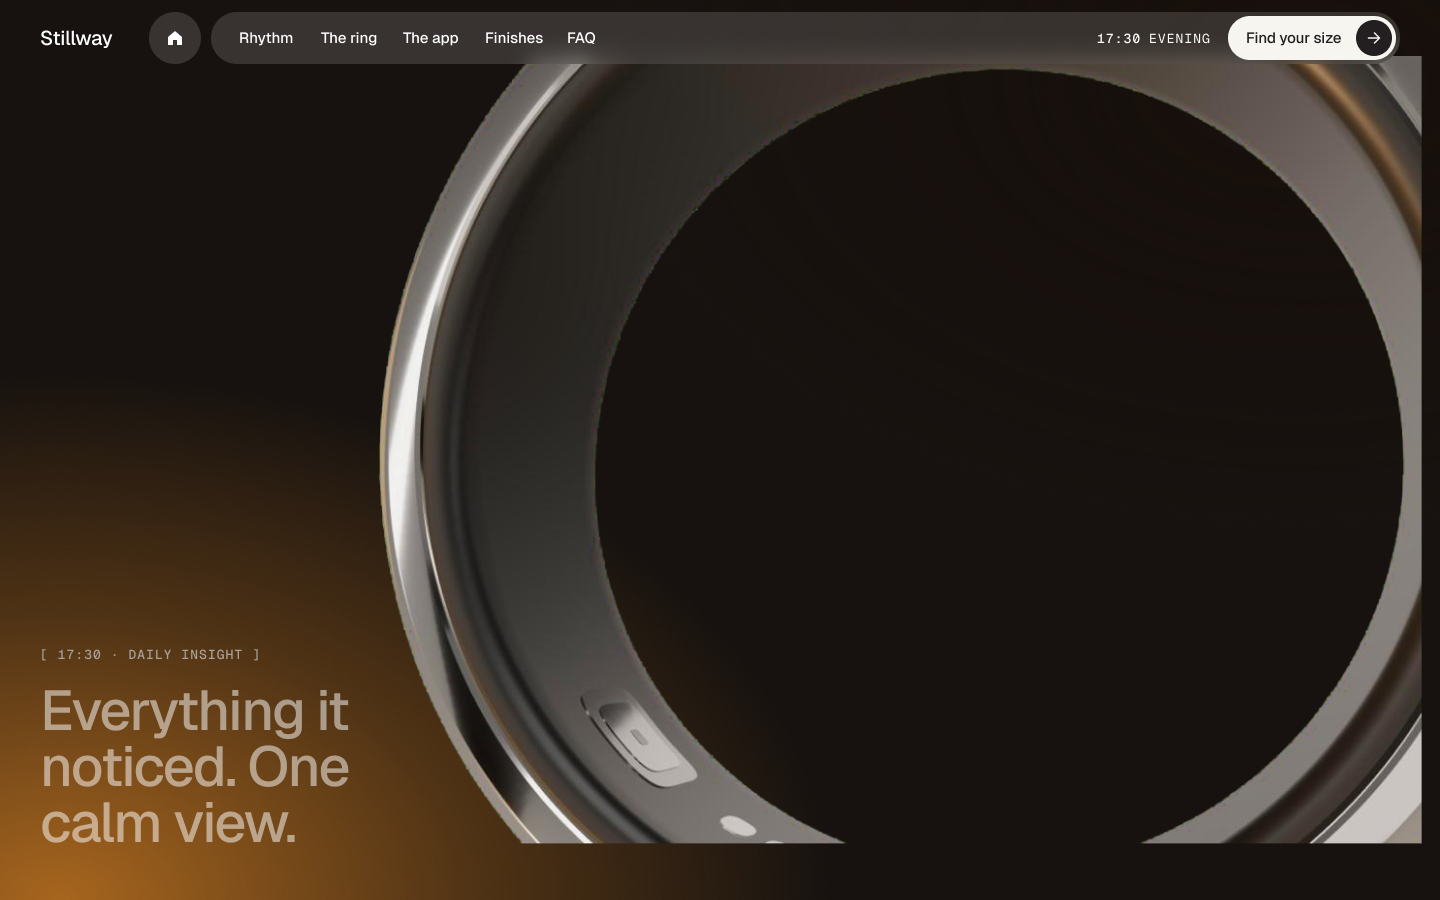 Stillway
Rhythm
The ring
The app
Finishes
FAQ
17:30 EVENING
Find your size
[ 17:30 · DAILY INSIGHT ]
Everything it
noticed. One
calm view.